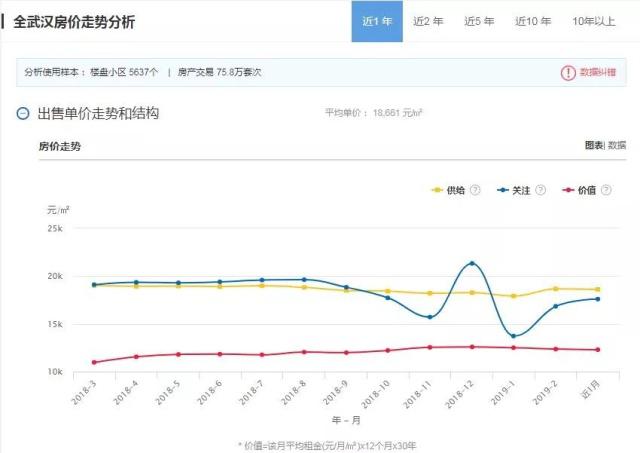 全武汉房价走势分析
近1 年 近2 年 近5 年 近10 年 10年以上
分析使用样本： 楼盘小区 5637个 | 房产交易 75.8万套次
! 数据纠错
出售单价走势和结构
平均单价： 18,661 元/㎡
房价走势
图表| 数据
供给 ? 关注 ? 价值 ?
元/㎡
25k
20k
15k
10k
2018-3 2018-4 2018-5 2018-6 2018-7 2018-8 2018-9 2018-10 2018-11 2018-12 2019-1 2019-2 近1月
年 – 月
* 价值=该月平均租金(元/月/㎡)x12个月x30年